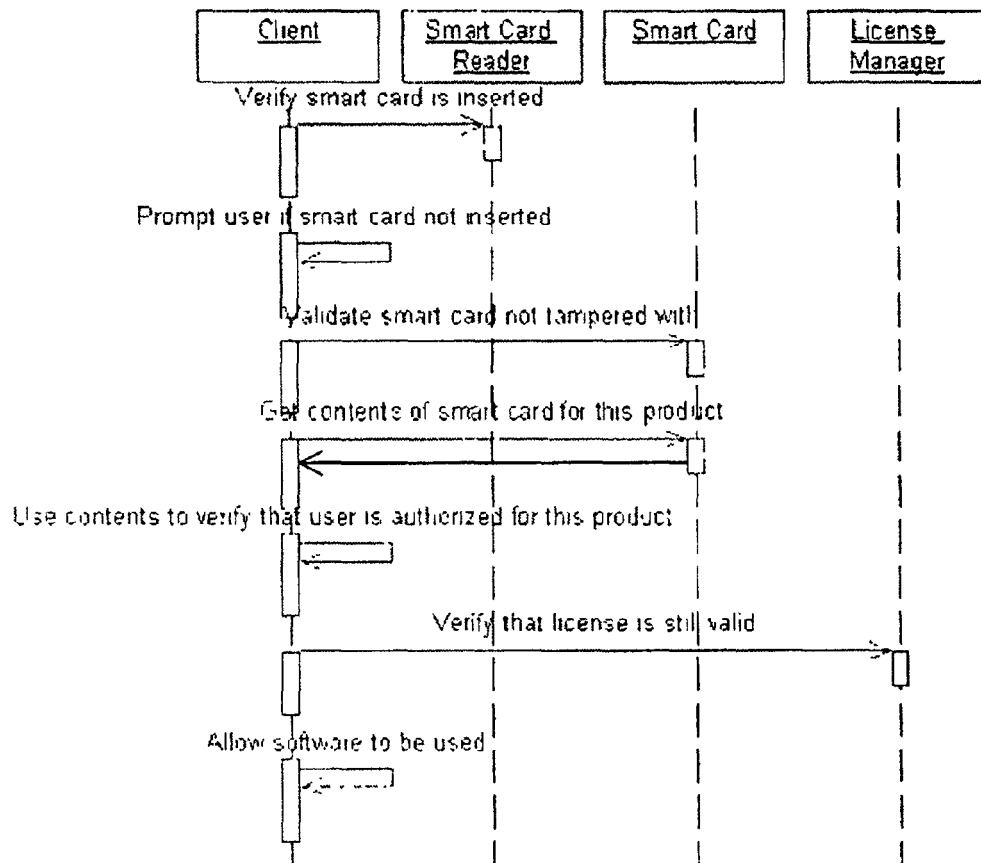 Client
Smart Card
Reader
Smart Card
License
Manager
Verify smart card is inserted
Prompt user if smart card not inserted
Validate smart card not tampered with
Get contents of smart card for this product
Use contents to verify that user is authorized for this product
Verify that license is still valid
Allow software to be used